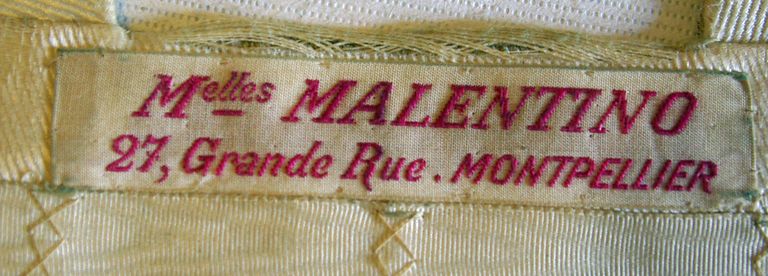 Melles MALENTINO
27, Grande Rue. MONTPELLIER